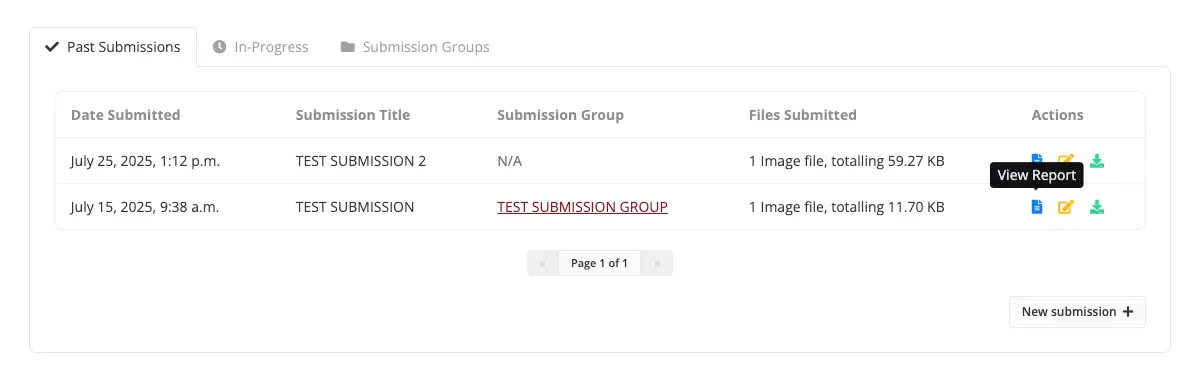 Past Submissions In-Progress Submission Groups
Date Submitted Submission Title Submission Group Files Submitted Actions
July 25, 2025, 1:12 p.m. TEST SUBMISSION 2 N/A 1 Image file, totalling 59.27 KB
View Report
July 15, 2025, 9:38 a.m. TEST SUBMISSION TEST SUBMISSION GROUP 1 Image file, totalling 11.70 KB
« Page 1 of 1 »
New submission +